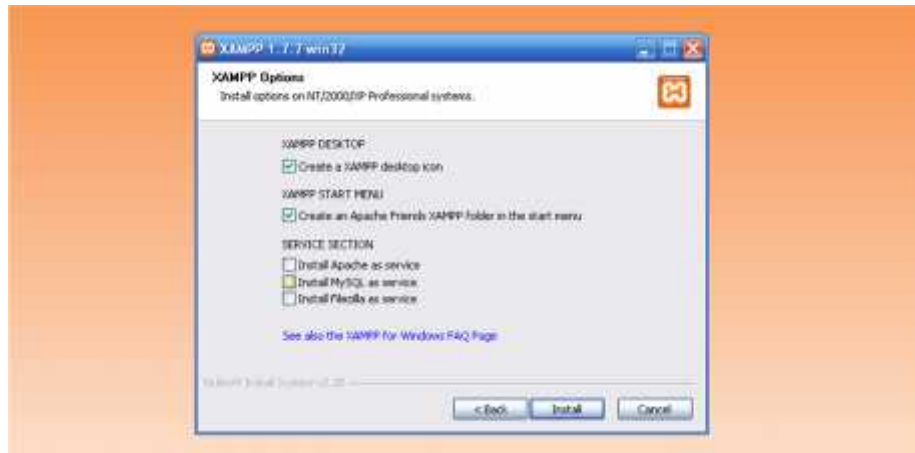 XAMPP 1.7.7 win32
XAMPP Options
Install options on NT/2000/XP Professional systems.
XAMPP DESKTOP
Create a XAMPP desktop icon
XAMPP START MENU
Create an Apache Friends XAMPP folder in the start menu
SERVICE SECTION
Install Apache as service
Install MySQL as service
Install Filezilla as service
See also the XAMPP for Windows FAQ Page
Nullsoft Install System
< Back Install Cancel